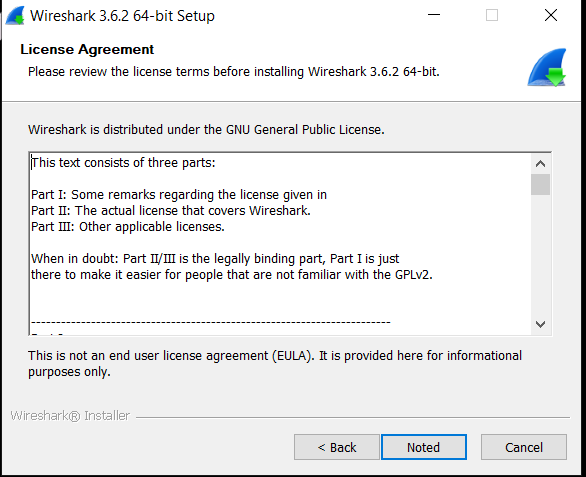 Wireshark 3.6.2 64-bit Setup
License Agreement
Please review the license terms before installing Wireshark 3.6.2 64-bit.
Wireshark is distributed under the GNU General Public License.
This text consists of three parts:
Part I: Some remarks regarding the license given in
Part II: The actual license that covers Wireshark.
Part III: Other applicable licenses.
When in doubt: Part II/III is the legally binding part, Part I is just
there to make it easier for people that are not familiar with the GPLv2.
------------------------------------------------------------------------
This is not an end user license agreement (EULA). It is provided here for informational
purposes only.
Wireshark® Installer
< Back
Noted
Cancel